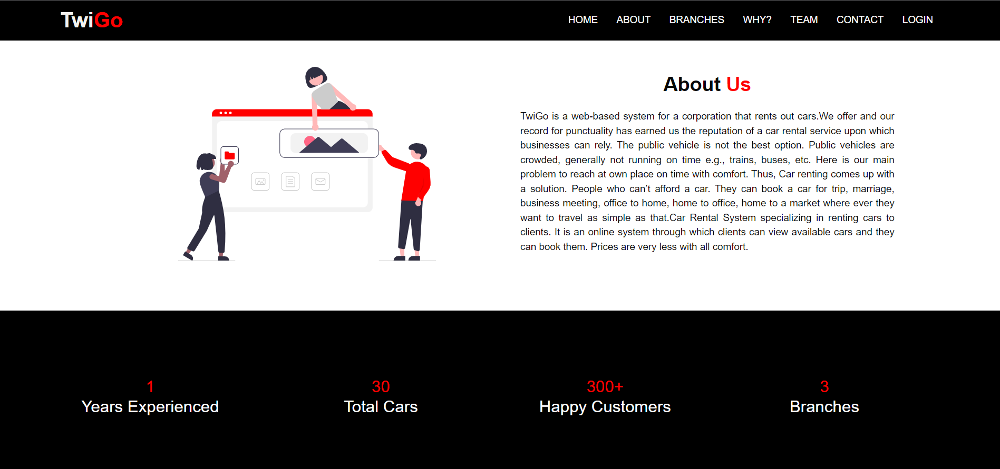 TwiGo
HOME ABOUT BRANCHES WHY? TEAM CONTACT LOGIN
About Us
TwiGo is a web-based system for a corporation that rents out cars.We offer and our
record for punctuality has earned us the reputation of a car rental service upon which
businesses can rely. The public vehicle is not the best option. Public vehicles are
crowded, generally not running on time e.g., trains, buses, etc. Here is our main
problem to reach at own place on time with comfort. Thus, Car renting comes up with
a solution. People who can’t afford a car. They can book a car for trip, marriage,
business meeting, office to home, home to office, home to a market where ever they
want to travel as simple as that.Car Rental System specializing in renting cars to
clients. It is an online system through which clients can view available cars and they
can book them. Prices are very less with all comfort.
1
Years Experienced
30
Total Cars
300+
Happy Customers
3
Branches